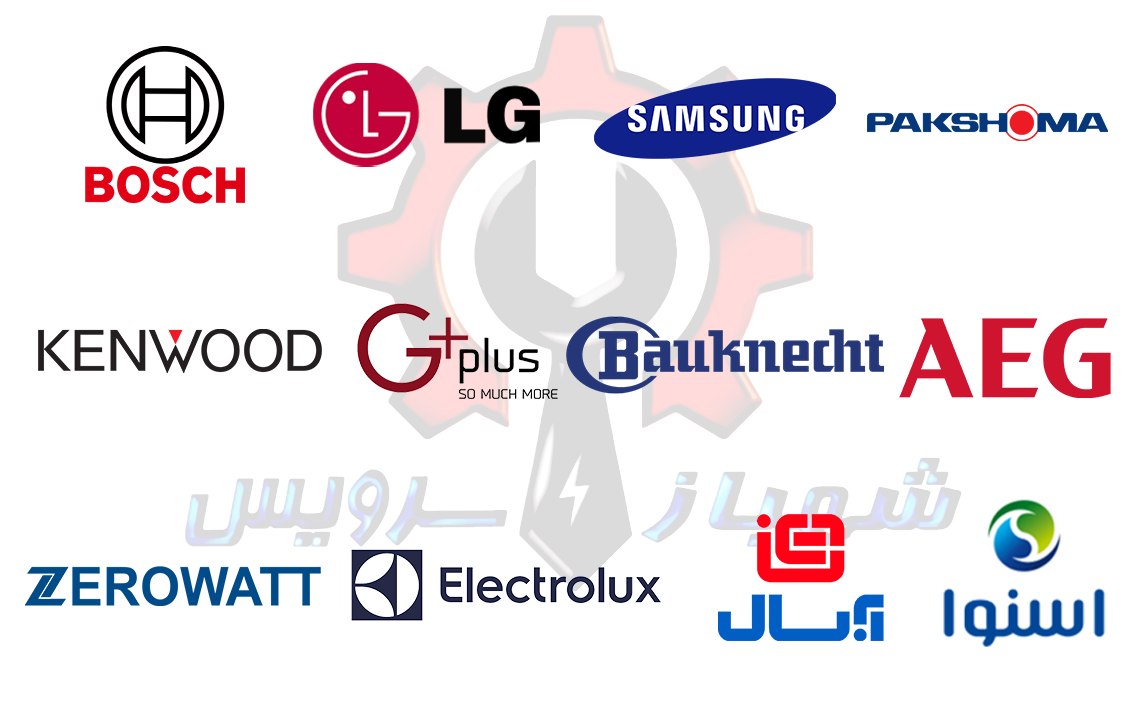 BOSCH
LG
SAMSUNG
PAKSHOMA
KENWOOD
G+plus
SO MUCH MORE
Bauknecht
AEG
شهباز سرویس
ZEROWATT
Electrolux
آبسال
اسنوا